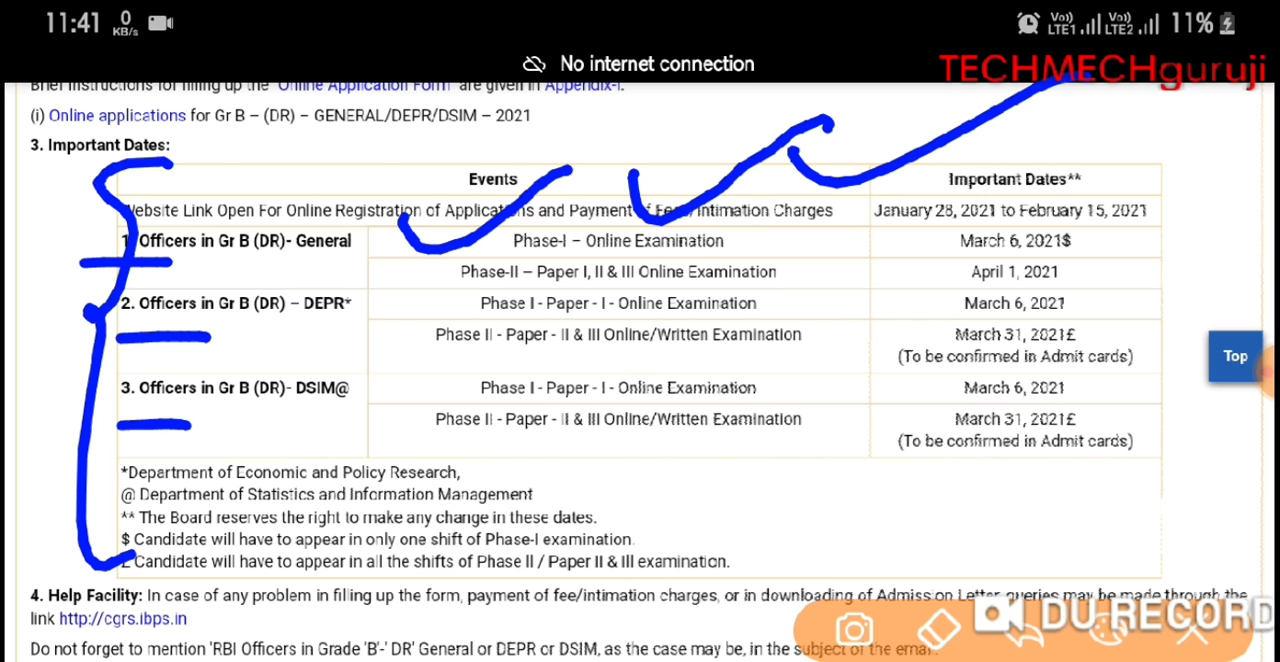 11:41 0 KB/s Vo) LTE1 Vo) LTE2 11%
No internet connection
TECHMECHguruji
Brief instructions for filling up the "Online Application Form" are given in Appendix-I.
(i) Online applications for Gr B – (DR) – GENERAL/DEPR/DSIM – 2021
3. Important Dates:
Events Important Dates**
Website Link Open For Online Registration of Applications and Payment of Fees/Intimation Charges January 28, 2021 to February 15, 2021
1. Officers in Gr B (DR)- General Phase-I – Online Examination March 6, 2021$
Phase-II – Paper I, II & III Online Examination April 1, 2021
2. Officers in Gr B (DR) – DEPR* Phase I - Paper - I - Online Examination March 6, 2021
Phase II - Paper - II & III Online/Written Examination March 31, 2021£
(To be confirmed in Admit cards)
Top
3. Officers in Gr B (DR)- DSIM@ Phase I - Paper - I - Online Examination March 6, 2021
Phase II - Paper - II & III Online/Written Examination March 31, 2021£
(To be confirmed in Admit cards)
*Department of Economic and Policy Research,
@ Department of Statistics and Information Management
** The Board reserves the right to make any change in these dates.
$ Candidate will have to appear in only one shift of Phase-I examination.
£ Candidate will have to appear in all the shifts of Phase II / Paper II & III examination.
4. Help Facility: In case of any problem in filling up the form, payment of fee/intimation charges, or in downloading of Admission Letter, queries may be made through the
link http://cgrs.ibps.in
DU RECORD
Do not forget to mention 'RBI Officers in Grade 'B'-' DR' General or DEPR or DSIM, as the case may be, in the subject of the email.